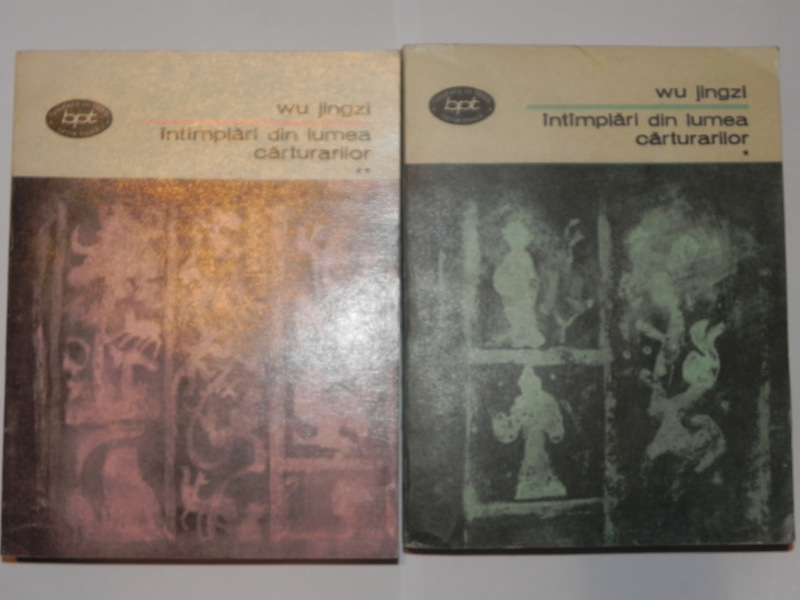 bpt
wu jingzi
întîmplări din lumea
cărturarilor
**
bpt
wu jingzi
întîmplări din lumea
cărturarilor
*